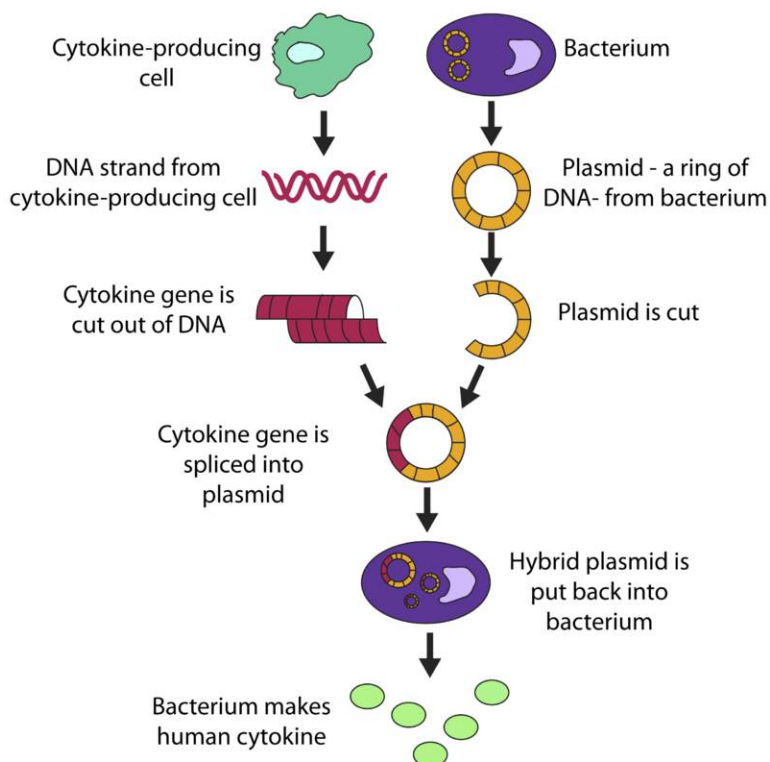 Cytokine-producing
cell
Bacterium
DNA strand from
cytokine-producing cell
Plasmid - a ring of
DNA- from bacterium
Cytokine gene is
cut out of DNA
Plasmid is cut
Cytokine gene is
spliced into
plasmid
Hybrid plasmid is
put back into
bacterium
Bacterium makes
human cytokine